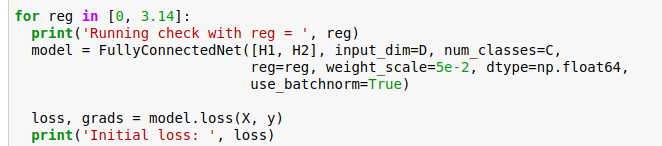 for reg in [0, 3.14]:
  print('Running check with reg = ', reg)
  model = FullyConnectedNet([H1, H2], input_dim=D, num_classes=C,
                            reg=reg, weight_scale=5e-2, dtype=np.float64,
                            use_batchnorm=True)

  loss, grads = model.loss(X, y)
  print('Initial loss: ', loss)